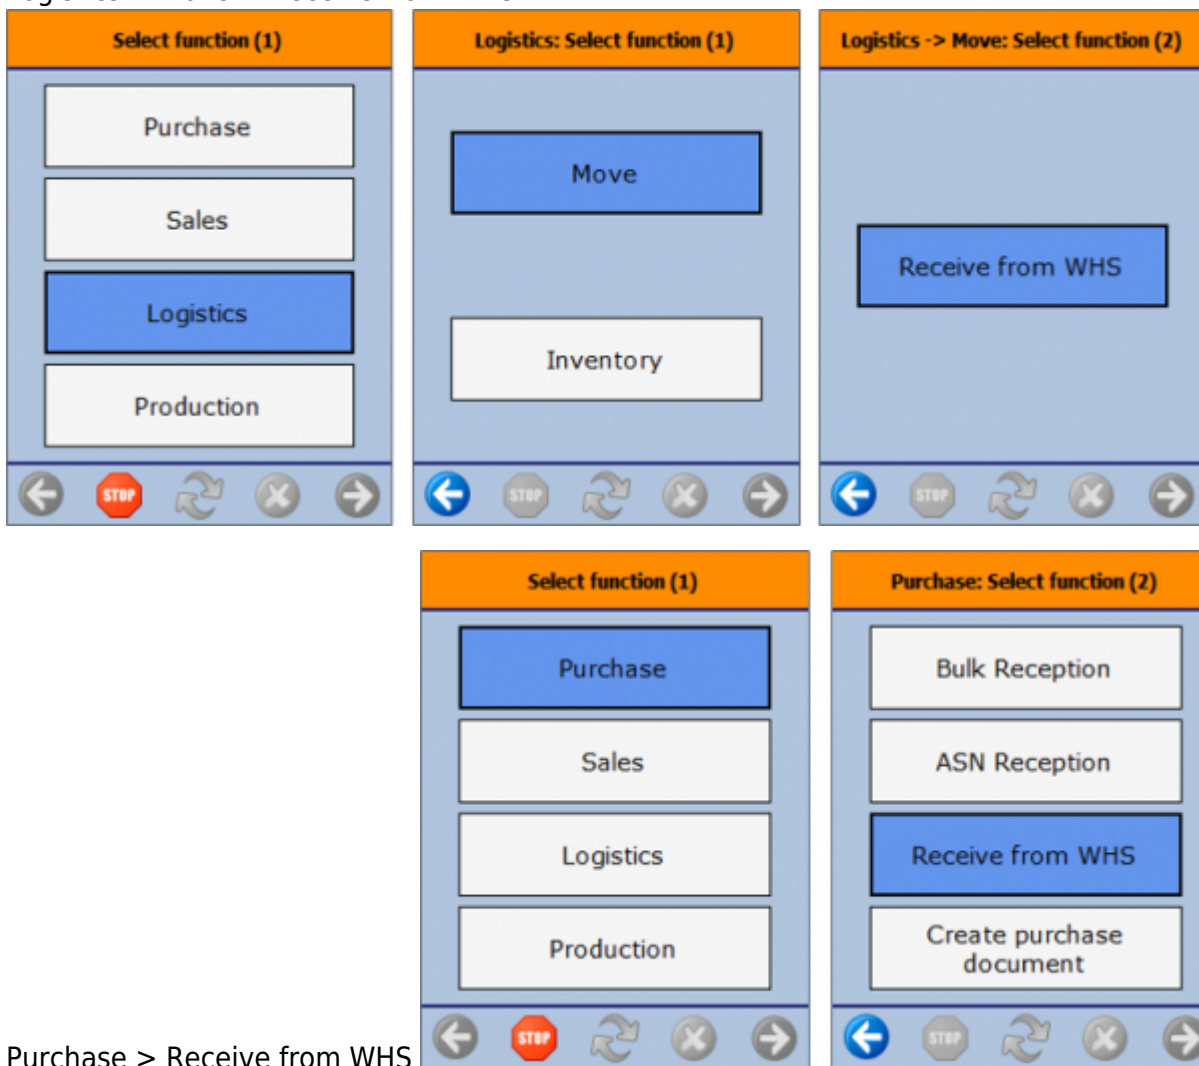 Select function (1)
Purchase
Sales
Logistics
Production
STOP
Logistics: Select function (1)
Move
Inventory
STOP
Logistics -> Move: Select function (2)
Receive from WHS
STOP
Purchase > Receive from WHS
Select function (1)
Purchase
Sales
Logistics
Production
STOP
Purchase: Select function (2)
Bulk Reception
ASN Reception
Receive from WHS
Create purchase
document
STOP